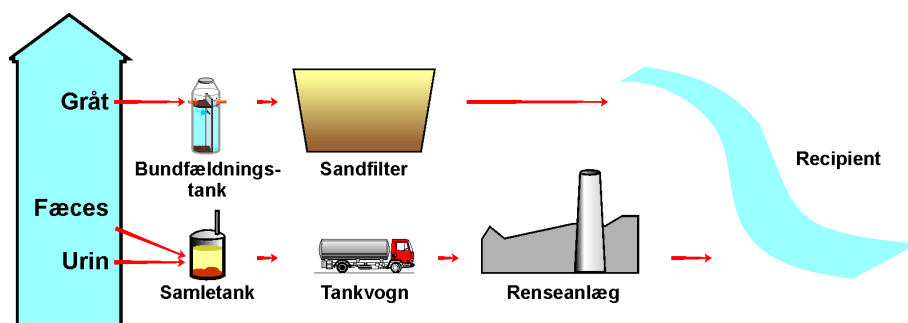 Gråt
Bundfældnings-
tank
Sandfilter
Recipient
Fæces
Urin
Samletank
Tankvogn
Renseanlæg